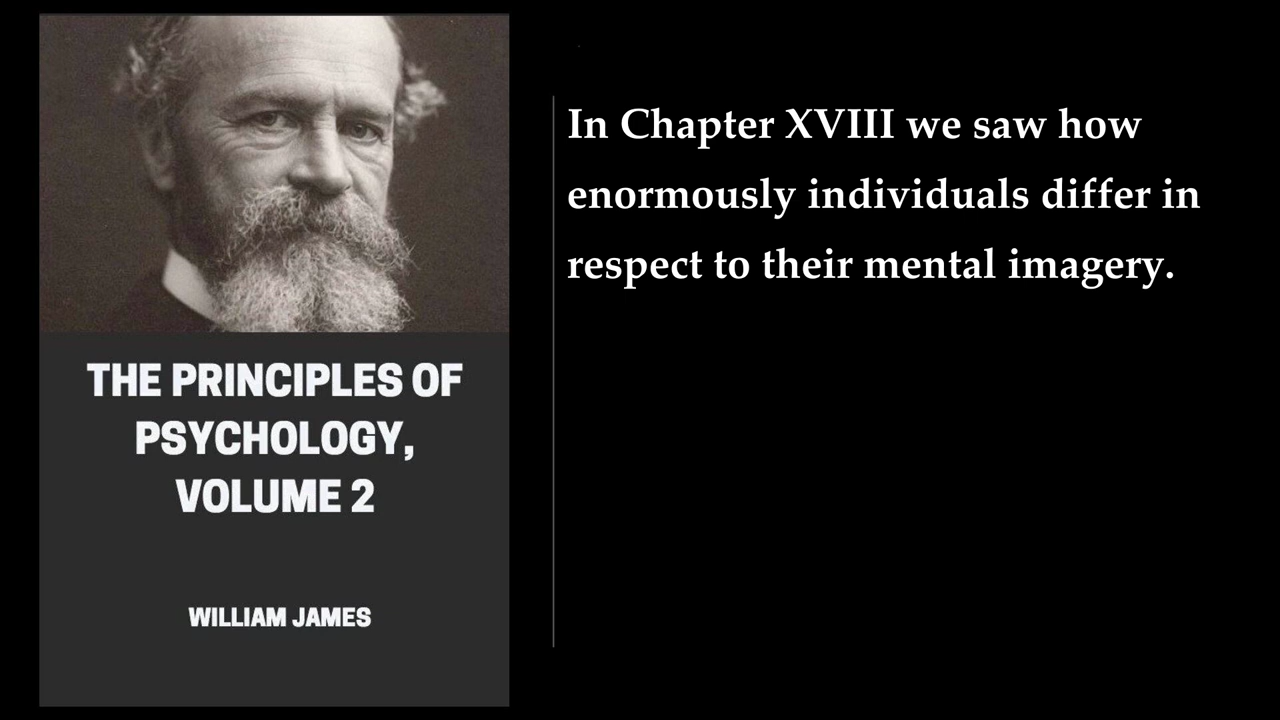 THE PRINCIPLES OF
PSYCHOLOGY,
VOLUME 2
WILLIAM JAMES
In Chapter XVIII we saw how
enormously individuals differ in
respect to their mental imagery.